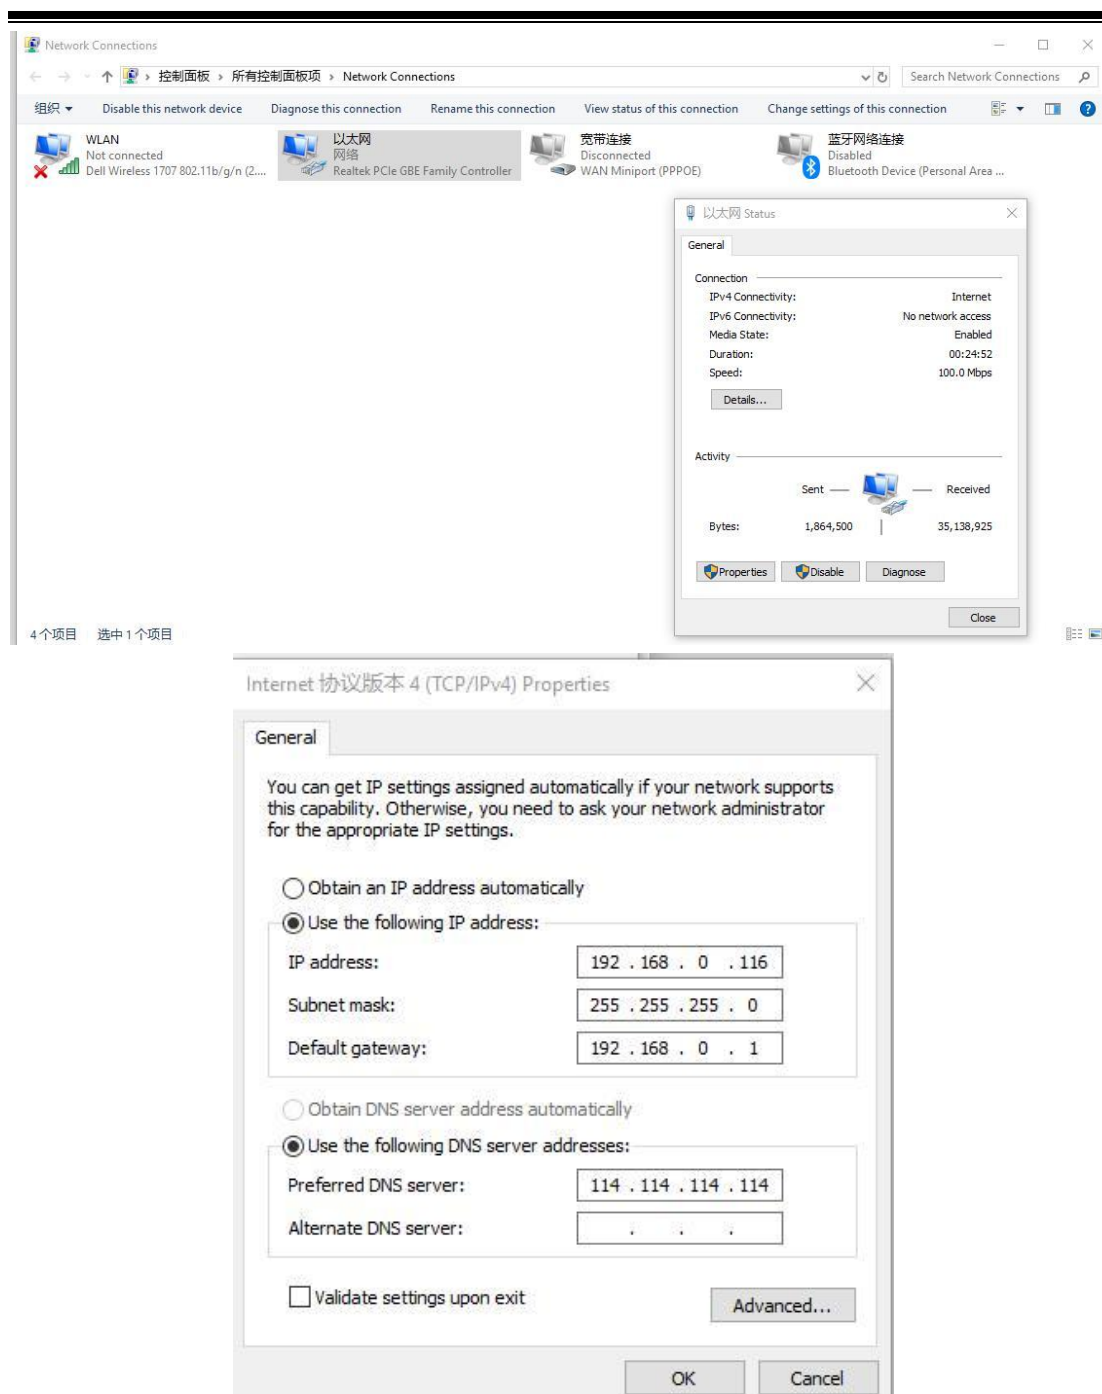 Network Connections
控制面板 › 所有控制面板项 › Network Connections
Search Network Connections
组织 Disable this network device Diagnose this connection Rename this connection View status of this connection Change settings of this connection
WLAN
Not connected
Dell Wireless 1707 802.11b/g/n (2....
以太网
网络
Realtek PCIe GBE Family Controller
宽带连接
Disconnected
WAN Miniport (PPPOE)
蓝牙网络连接
Disabled
Bluetooth Device (Personal Area ...
以太网 Status
General
Connection
IPv4 Connectivity: Internet
IPv6 Connectivity: No network access
Media State: Enabled
Duration: 00:24:52
Speed: 100.0 Mbps
Details...
Activity
Sent Received
Bytes: 1,864,500 35,138,925
Properties Disable Diagnose
Close
4 个项目 选中 1 个项目
Internet 协议版本 4 (TCP/IPv4) Properties
General
You can get IP settings assigned automatically if your network supports
this capability. Otherwise, you need to ask your network administrator
for the appropriate IP settings.
Obtain an IP address automatically
Use the following IP address:
IP address: 192 . 168 . 0 . 116
Subnet mask: 255 . 255 . 255 . 0
Default gateway: 192 . 168 . 0 . 1
Obtain DNS server address automatically
Use the following DNS server addresses:
Preferred DNS server: 114 . 114 . 114 . 114
Alternate DNS server: . . .
Validate settings upon exit
Advanced...
OK Cancel